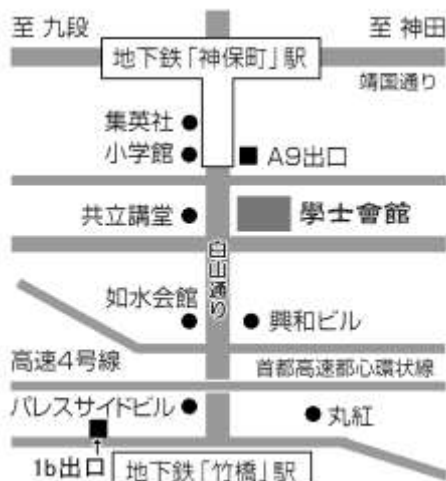 至 九段
至 神田
地下鉄「神保町」駅
靖国通り
集英社
小学館
A9出口
共立講堂
學士會館
白山通り
如水会館
興和ビル
高速4号線
首都高速都心環状線
パレスサイドビル
丸紅
1b出口
地下鉄「竹橋」駅